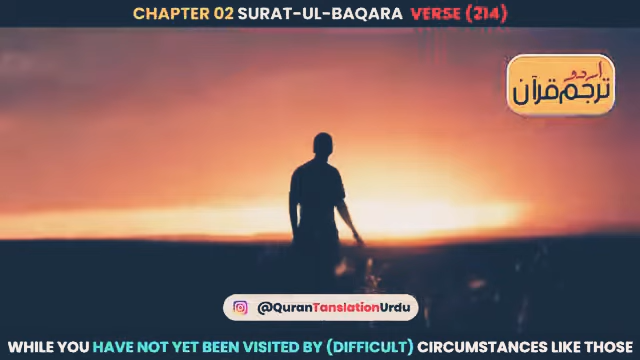 CHAPTER 02 SURAT-UL-BAQARA VERSE (214)
اردو
ترجمہ قرآن
@QuranTanslationUrdu
WHILE YOU HAVE NOT YET BEEN VISITED BY (DIFFICULT) CIRCUMSTANCES LIKE THOSE